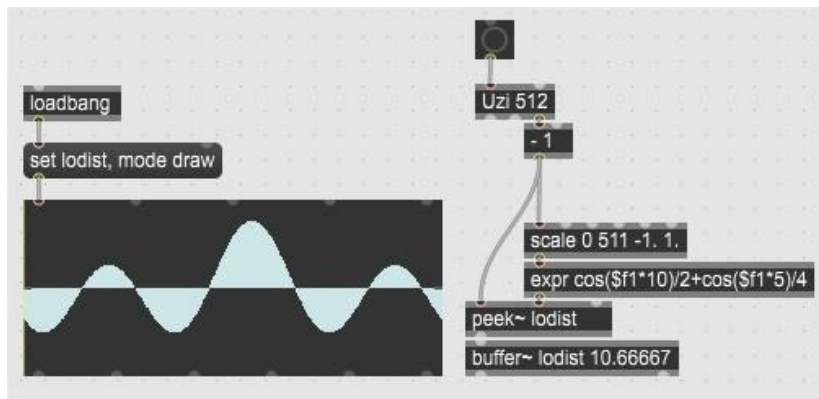 loadbang
set lodist, mode draw
Uzi 512
- 1
scale 0 511 -1. 1.
expr cos($f1*10)/2+cos($f1*5)/4
peek~ lodist
buffer~ lodist 10.66667